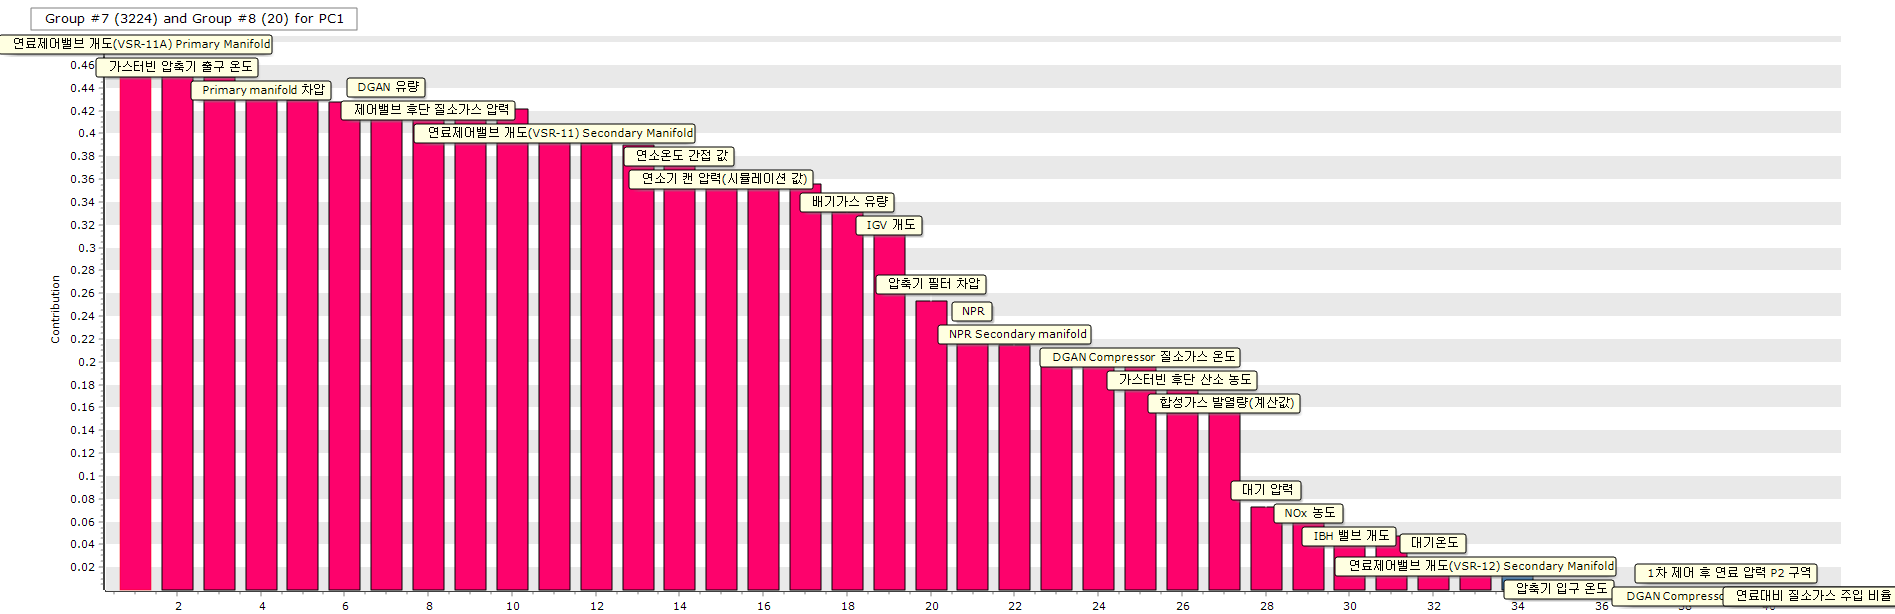 Group #7 (3224) and Group #8 (20) for PC1
연료제어밸브 개도(VSR-11A) Primary Manifold
가스터빈 압축기 출구 온도
Primary manifold 차압
DGAN 유량
제어밸브 후단 질소가스 압력
연료제어밸브 개도(VSR-11) Secondary Manifold
연소온도 간접 값
연소기 캔 압력(시뮬레이션 값)
배기가스 유량
IGV 개도
압축기 필터 차압
NPR
NPR Secondary manifold
DGAN Compressor 질소가스 온도
가스터빈 후단 산소 농도
합성가스 발열량(계산값)
대기 압력
NOx 농도
IBH 밸브 개도
대기온도
연료제어밸브 개도(VSR-12) Secondary Manifold
1차 제어 후 연료 압력 P2 구역
압축기 입구 온도
DGAN Compresso
연료대비 질소가스 주입 비율
Contribution
0.46
0.44
0.42
0.4
0.38
0.36
0.34
0.32
0.3
0.28
0.26
0.24
0.22
0.2
0.18
0.16
0.14
0.12
0.1
0.08
0.06
0.04
0.02
2 4 6 8 10 12 14 16 18 20 22 24 26 28 30 32 34 36